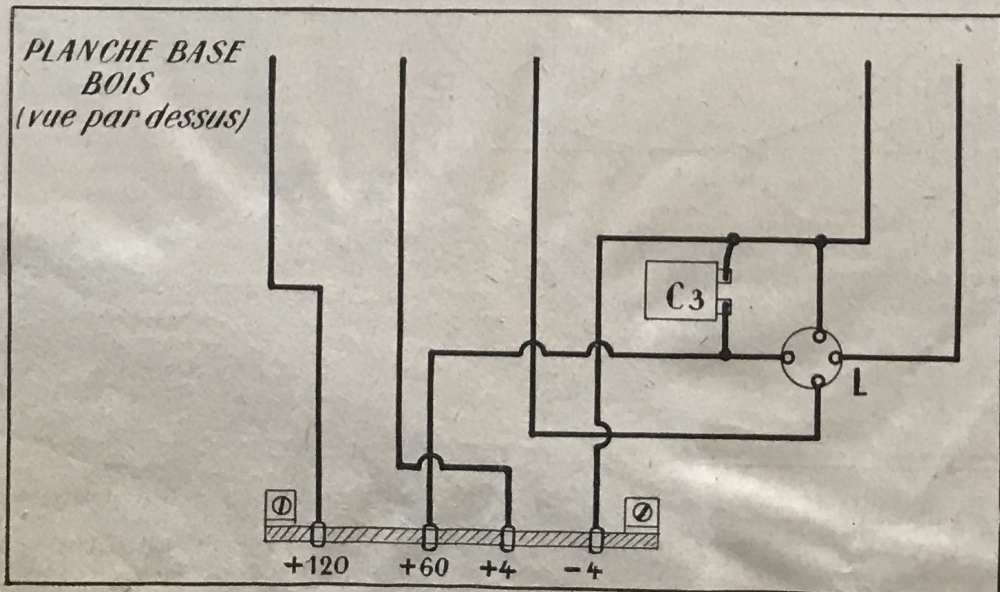 PLANCHE BASE
BOIS
(vue par dessus)
C3
L
+120 +60 +4 -4